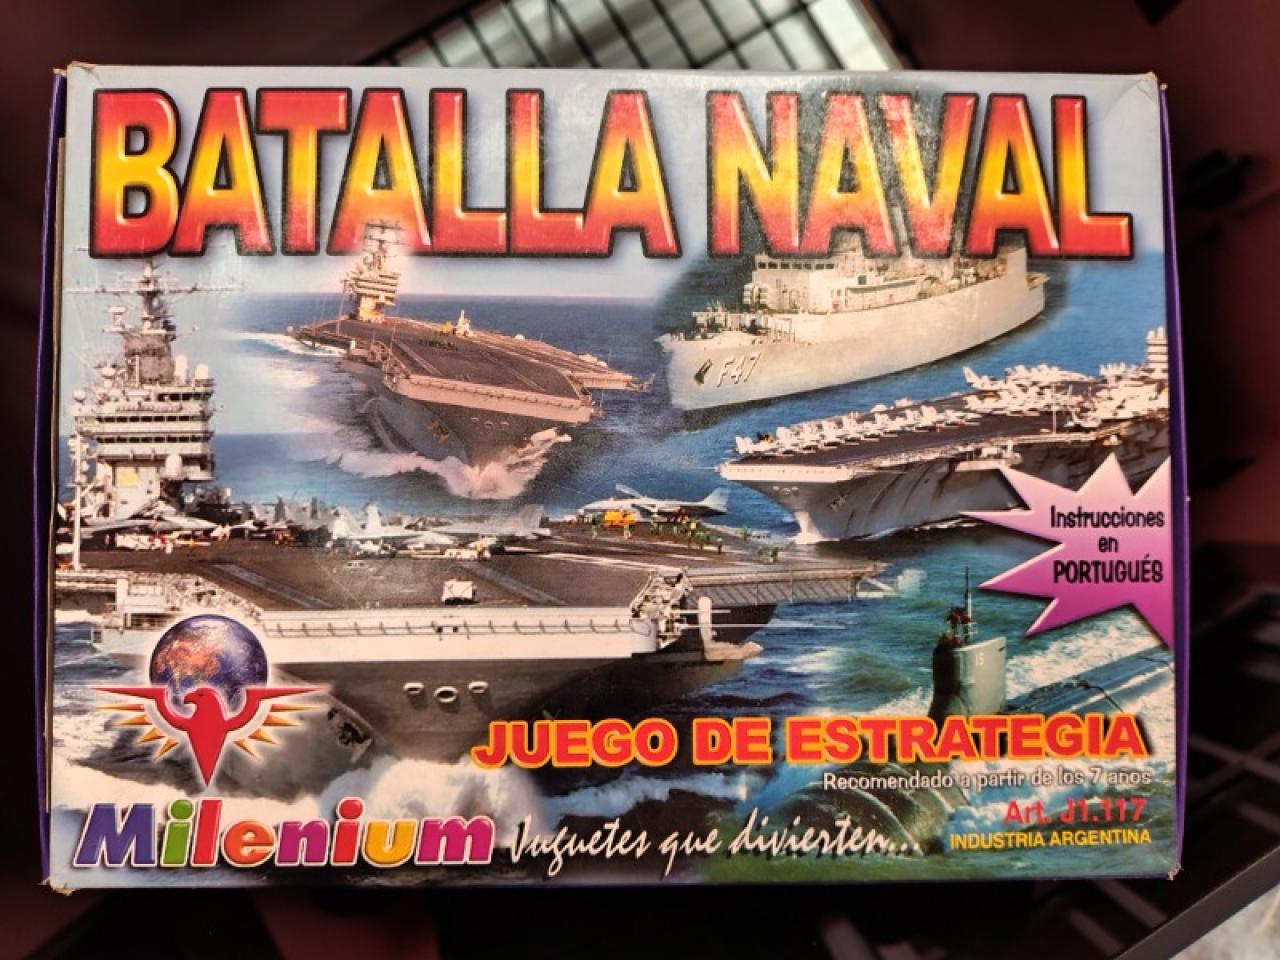 BATALLA NAVAL
F47
Instrucciones
en
PORTUGUÉS
15
JUEGO DE ESTRATEGIA
Recomendado a partir de los 7 años
Art. J1.117
INDUSTRIA ARGENTINA
Milenium
Juguetes que divierten...